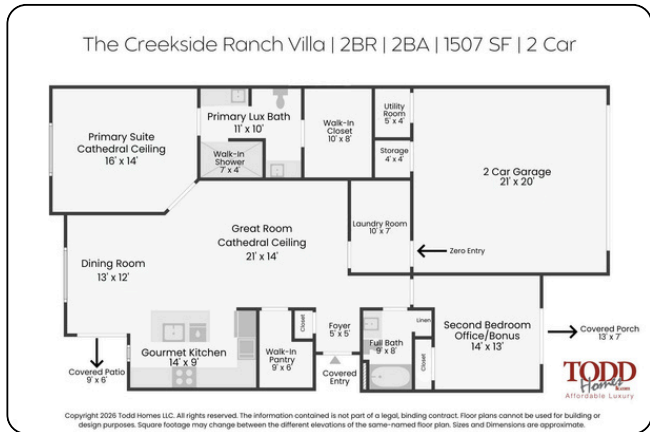 The Creekside Ranch Villa | 2BR | 2BA | 1507 SF | 2 Car
Primary Suite
Cathedral Ceiling
16' x 14'
Primary Lux Bath
11' x 10'
Walk-In
Shower
7' x 4'
Walk-In
Closet
10' x 8'
Utility
Room
5' x 4'
Storage
4' x 4'
2 Car Garage
21' x 20'
Great Room
Cathedral Ceiling
21' x 14'
Laundry Room
10' x 7'
Zero Entry
Dining Room
13' x 12'
Gourmet Kitchen
14' x 9'
Walk-In
Pantry
9' x 6'
Closet
Foyer
5' x 5'
Full Bath
9' x 8'
Linen
Closet
Second Bedroom
Office/Bonus
14' x 13'
Covered Porch
13' x 7'
Covered Patio
9' x 6'
Covered
Entry
TODD
Homes
Affordable Luxury
Copyright 2026 Todd Homes LLC. All rights reserved. The information contained is not part of a legal, binding contract. Floor plans cannot be used for building or
design purposes. Square footage may change between the different elevations of the same-named floor plan. Sizes and Dimensions are approximate.